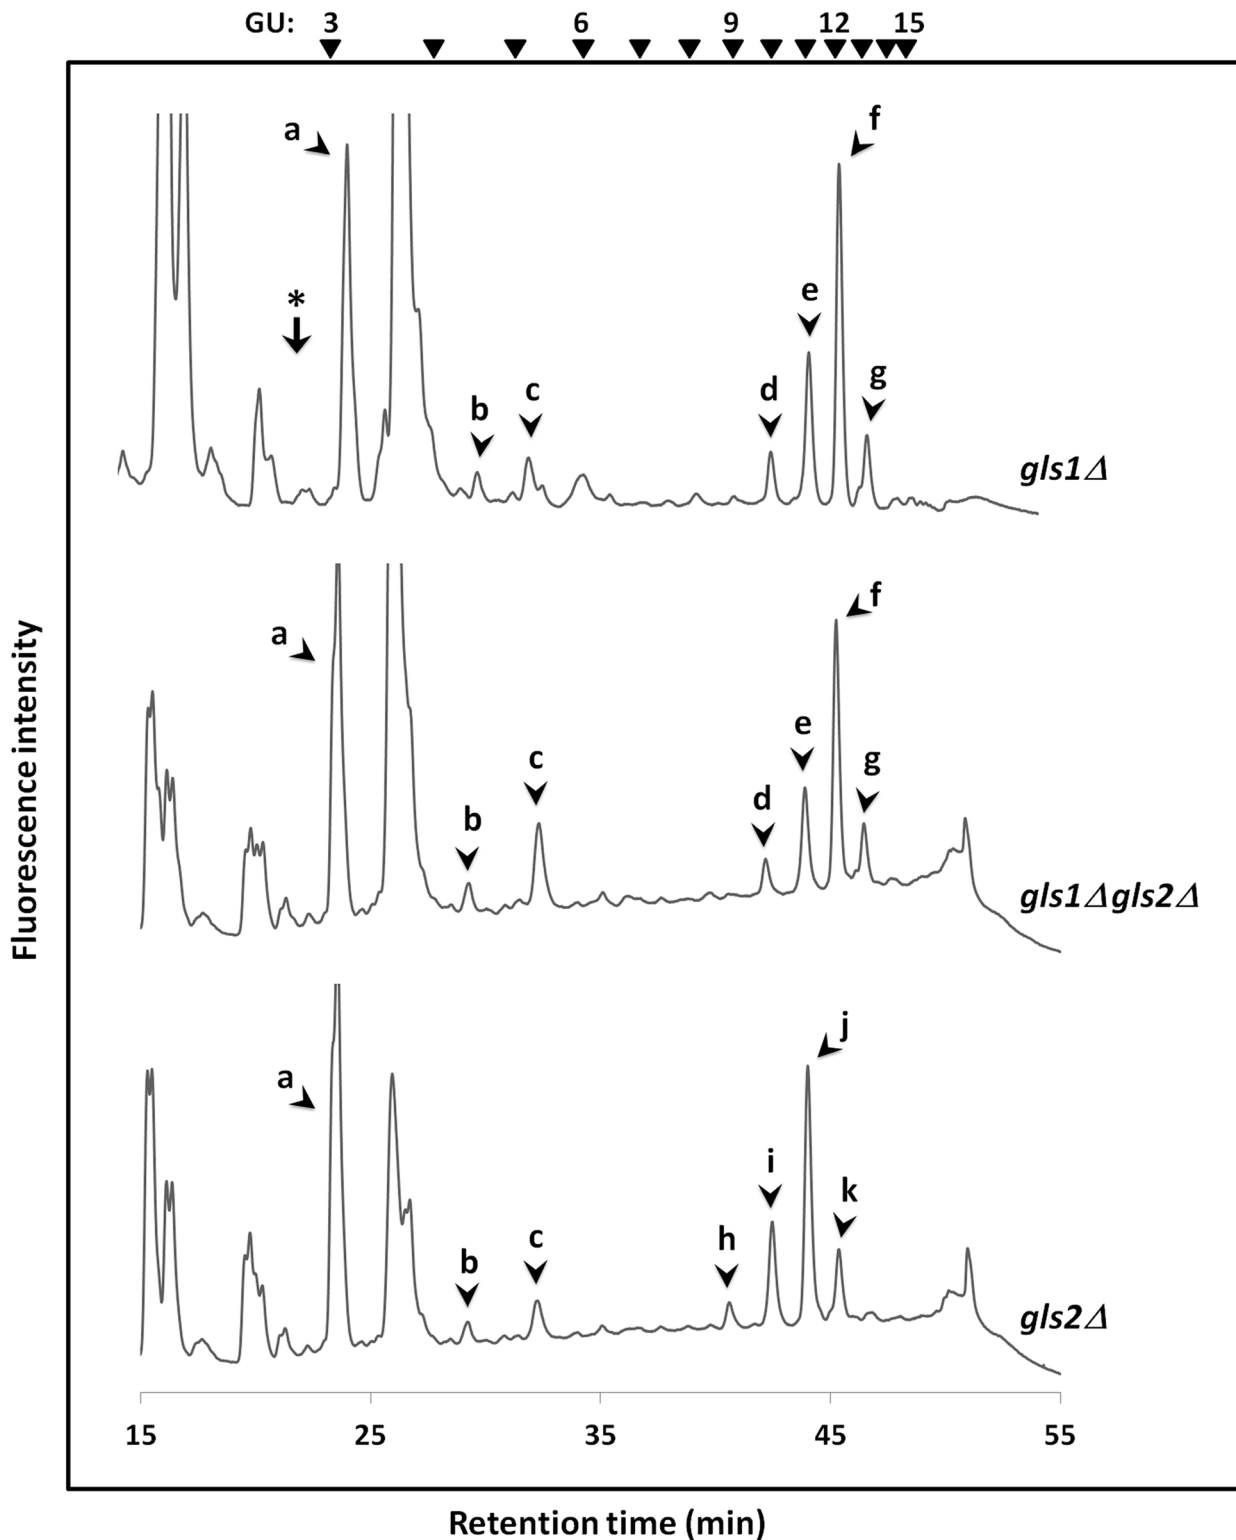 GU: 3 6 9 12 15
a
f
*
e
b
c
d
g
gls1Δ
a
f
e
c
g
d
b
gls1Δgls2Δ
a
j
i
k
h
c
b
gls2Δ
15 25 35 45 55
Retention time (min)
Fluorescence intensity